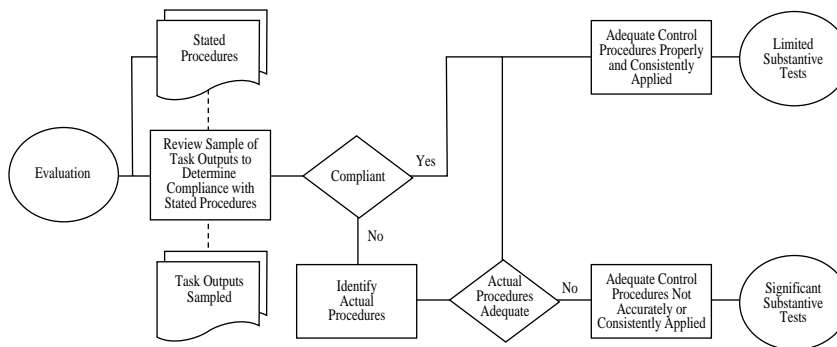 Stated
Procedures
Evaluation
Review Sample of
Task Outputs to
Determine
Compliance with
Stated Procedures
Task Outputs
Sampled
Compliant
Yes
No
Identify
Actual
Procedures
Actual
Procedures
Adequate
No
Adequate Control
Procedures Properly
and Consistently
Applied
Limited
Substantive
Tests
Adequate Control
Procedures Not
Accurately or
Consistently Applied
Significant
Substantive
Tests